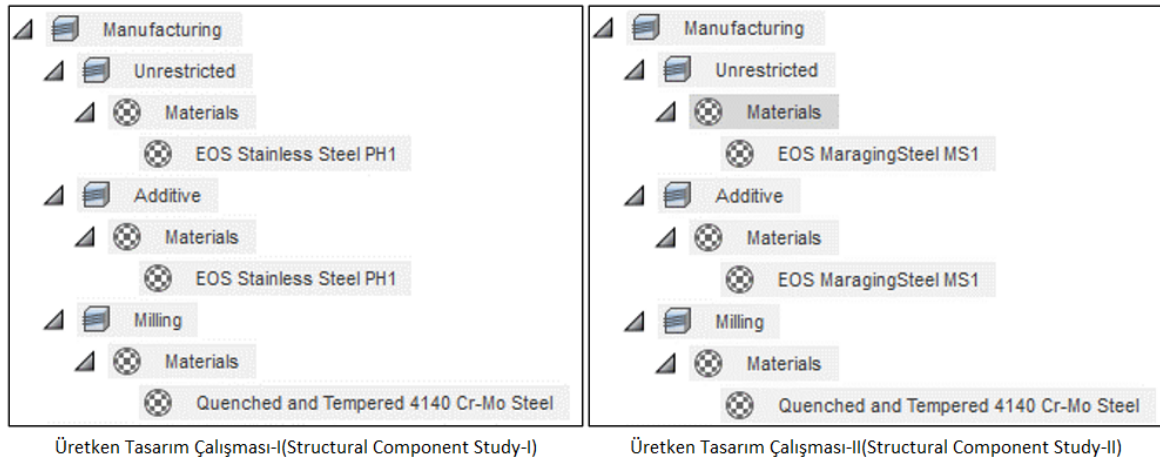 Manufacturing
Unrestricted
Materials
EOS Stainless Steel PH1
Additive
Materials
EOS Stainless Steel PH1
Milling
Materials
Quenched and Tempered 4140 Cr-Mo Steel
Üretken Tasarım Çalışması-I(Structural Component Study-I)
Manufacturing
Unrestricted
Materials
EOS MaragingSteel MS1
Additive
Materials
EOS MaragingSteel MS1
Milling
Materials
Quenched and Tempered 4140 Cr-Mo Steel
Üretken Tasarım Çalışması-II(Structural Component Study-II)